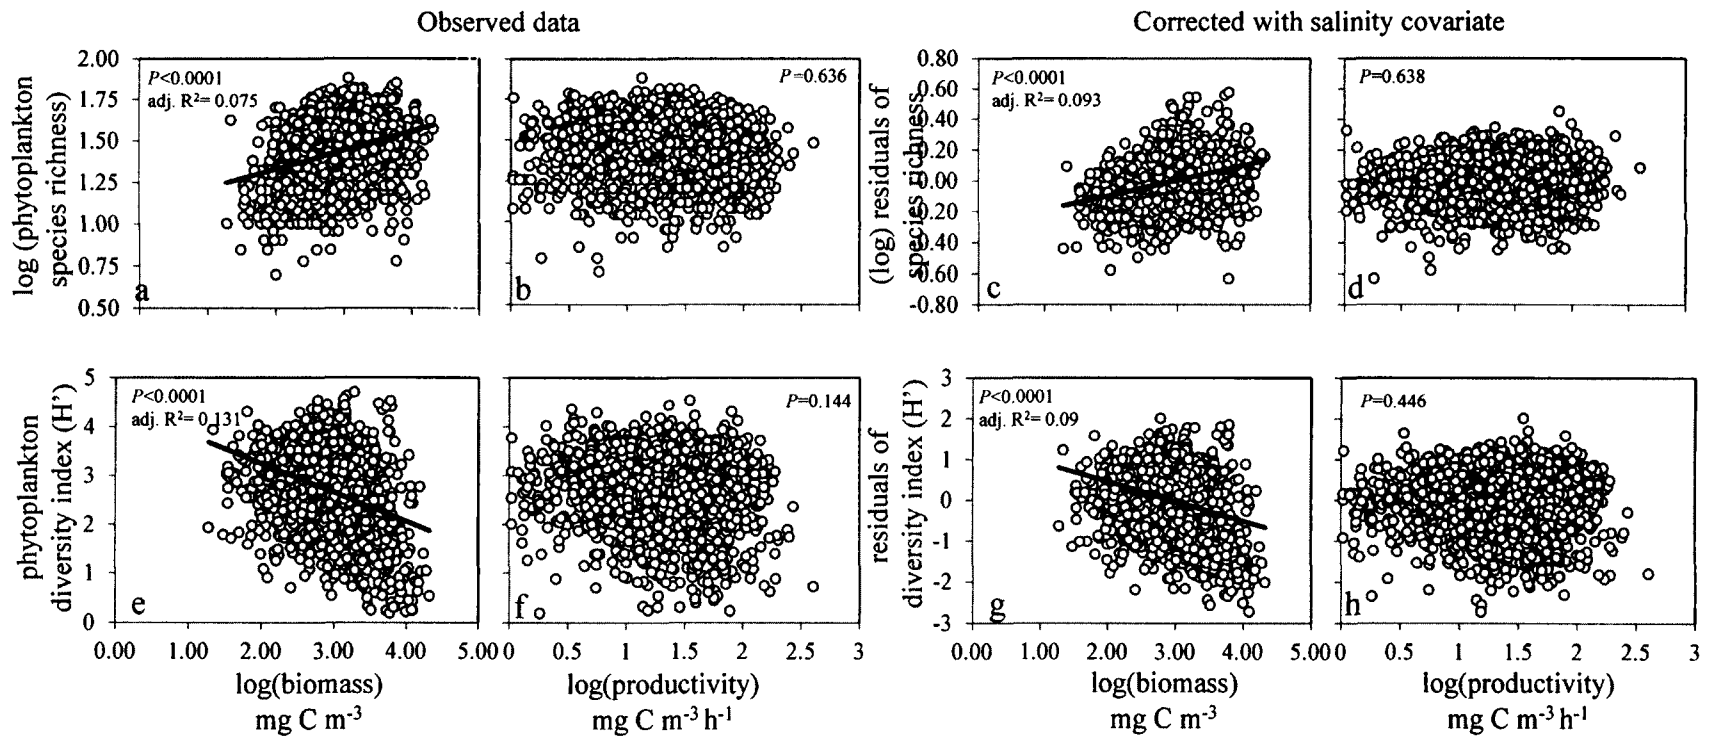 Observed data
Corrected with salinity covariate
log (phytoplankton
species richness)
2.00
1.75
1.50
1.25
1.00
0.75
0.50
P<0.0001
adj. R²= 0.075
a
P=0.636
b
(log) residuals of
species richness
0.80
0.60
0.40
0.20
0.00
-0.20
-0.40
-0.60
-0.80
P<0.0001
adj. R²= 0.093
c
P=0.638
d
phytoplankton
diversity index (H')
5
4
3
2
1
0
P<0.0001
adj. R²= 0.131
e
P=0.144
f
residuals of
diversity index (H')
3
2
1
0
-1
-2
-3
P<0.0001
adj. R²= 0.09
g
P=0.446
h
0.00 1.00 2.00 3.00 4.00 5.00
0 0.5 1 1.5 2 2.5 3
0.00 1.00 2.00 3.00 4.00 5.00
0 0.5 1 1.5 2 2.5 3
log(biomass)
mg C m⁻³
log(productivity)
mg C m⁻³ h⁻¹
log(biomass)
mg C m⁻³
log(productivity)
mg C m⁻³ h⁻¹